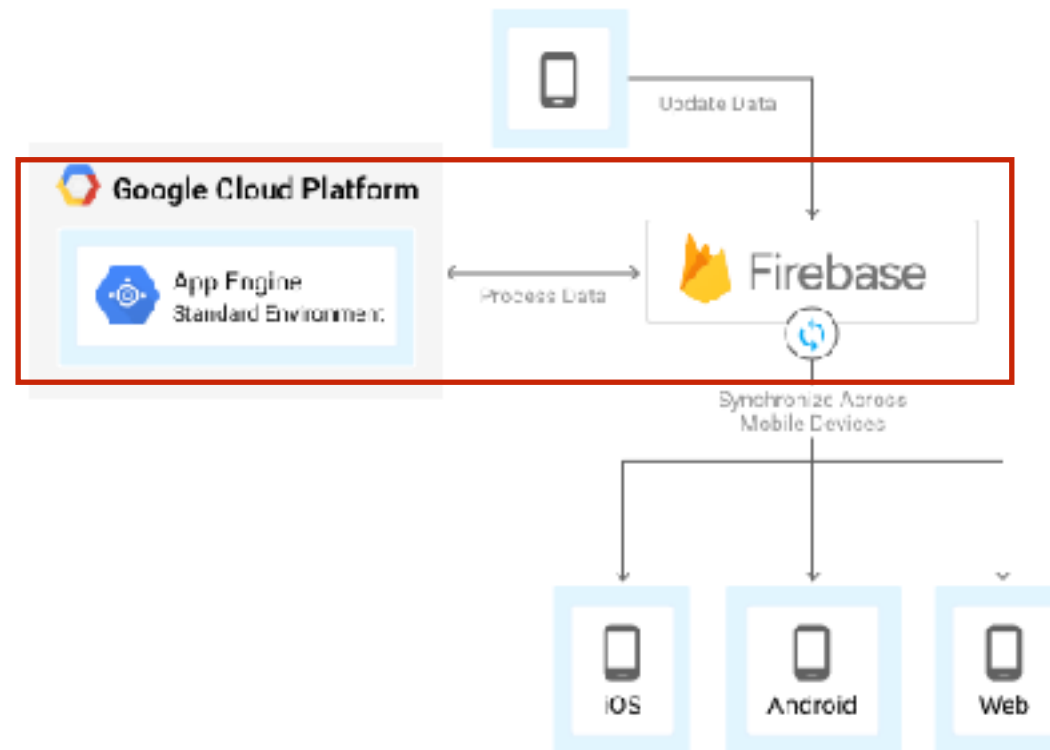 Update Data
Google Cloud Platform
App Engine
Standard Environment
Process Data
Firebase
Synchronize Across
Mobile Devices
iOS
Android
Web